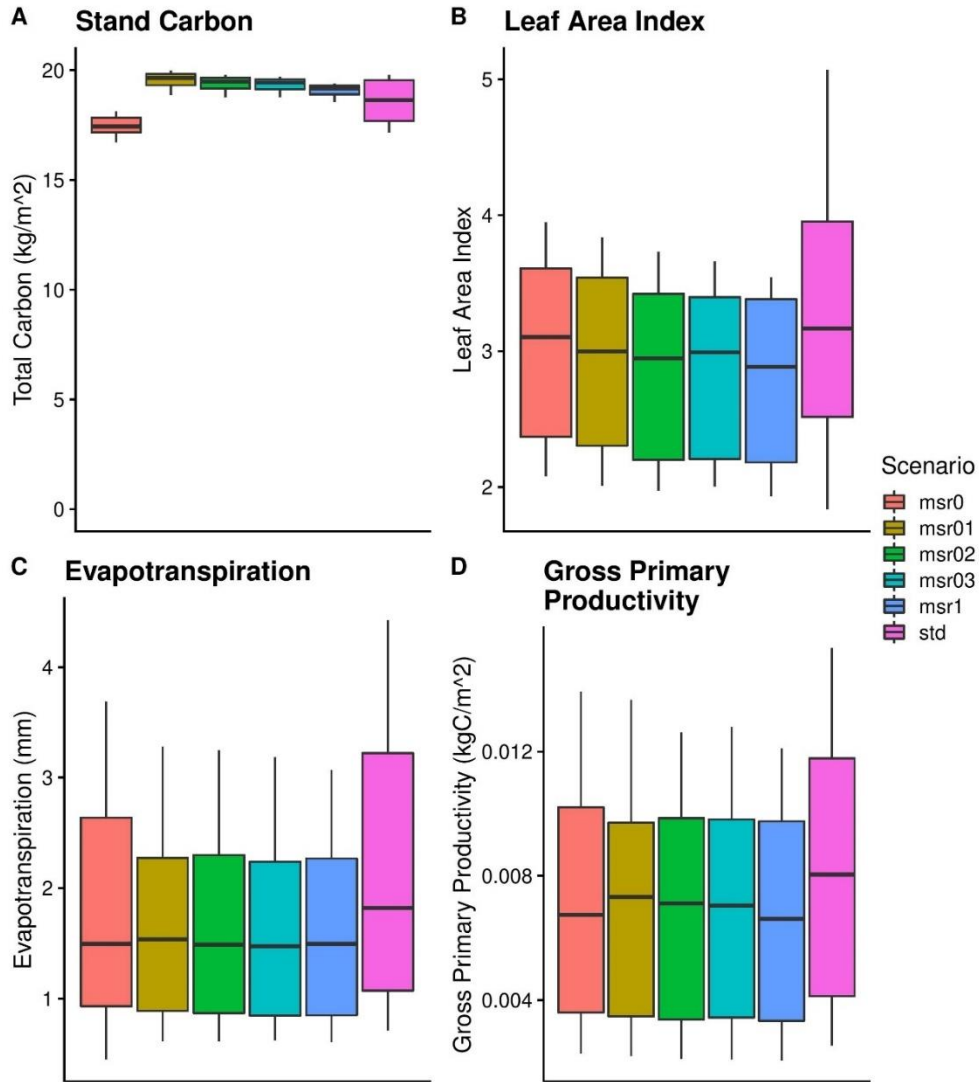 A Stand Carbon
Total Carbon (kg/m^2)
20
15
10
5
0
B Leaf Area Index
Leaf Area Index
5
4
3
2
Scenario
msr0
msr01
msr02
msr03
msr1
std
C Evapotranspiration
Evapotranspiration (mm)
4
3
2
1
D Gross Primary
Productivity
Gross Primary Productivity (kgC/m^2)
0.012
0.008
0.004